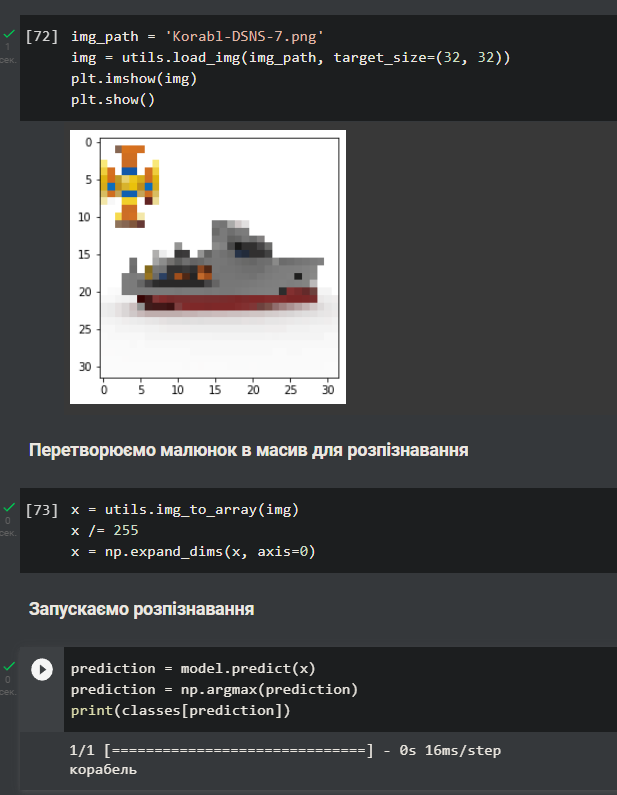 [72] img_path = 'Korabl-DSNS-7.png'
1
сек.
img = utils.load_img(img_path, target_size=(32, 32))
plt.imshow(img)
plt.show()
0
5
10
15
20
25
30
0 5 10 15 20 25 30
Перетворюємо малюнок в масив для розпізнавання
[73] x = utils.img_to_array(img)
0
сек.
x /= 255
x = np.expand_dims(x, axis=0)
Запускаємо розпізнавання
prediction = model.predict(x)
0
сек.
prediction = np.argmax(prediction)
print(classes[prediction])
1/1 [==============================] - 0s 16ms/step
корабель